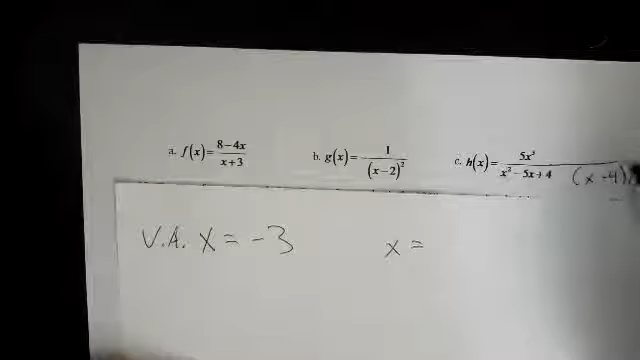 a. f(x)= 8-4x / x+3 b. g(x)= 1 / (x-2)² c. h(x)= 5x³ / x²-5x+4 (x-4)
V.A. x = -3 x =